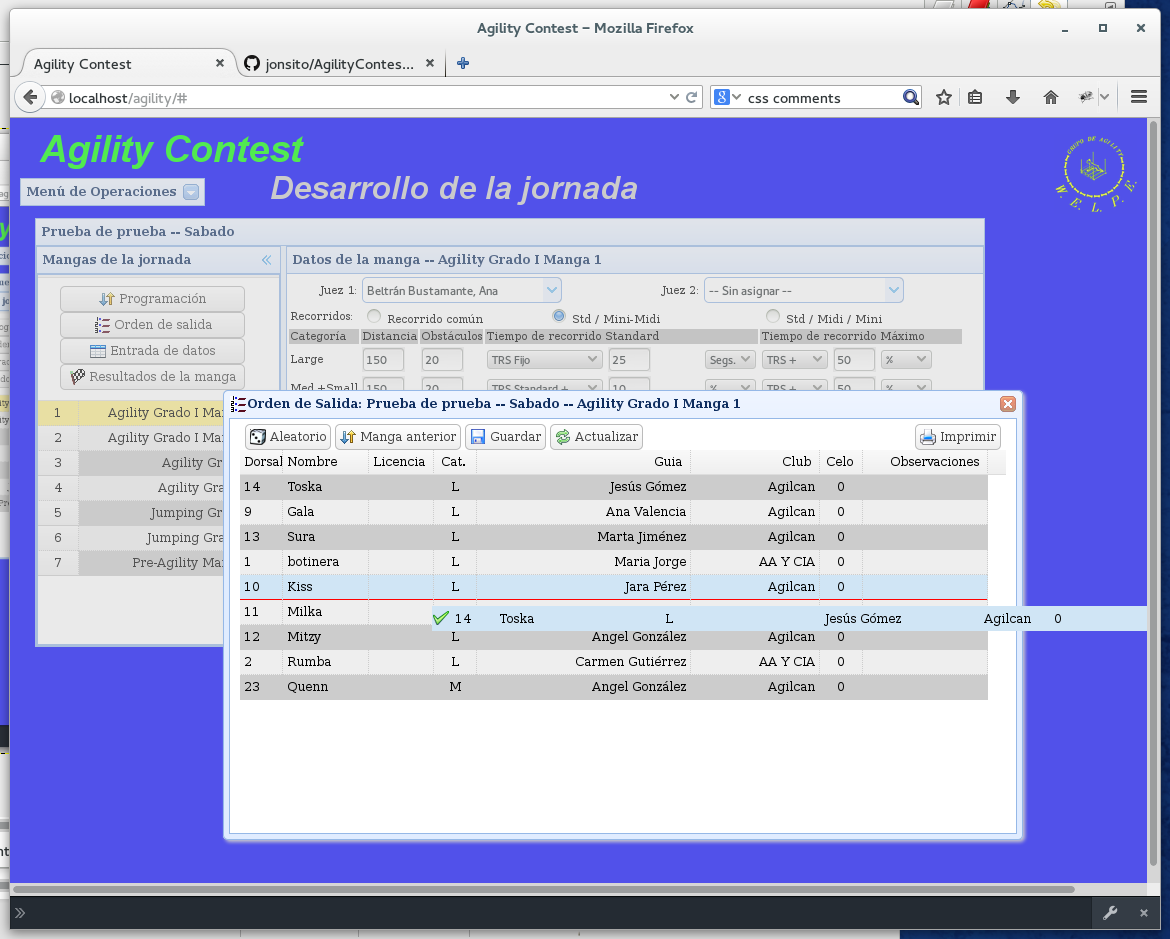 Agility Contest – Mozilla Firefox
Agility Contest
jonsito/AgilityContes...
localhost/agility/#
css comments
Agility Contest
Menú de Operaciones
Desarrollo de la jornada
GRUPO DE AGILITY
W. E. L. P. E.
Prueba de prueba -- Sabado
Mangas de la jornada
Datos de la manga -- Agility Grado I Manga 1
Programación
Orden de salida
Entrada de datos
Resultados de la manga
Juez 1: Beltrán Bustamante, Ana Juez 2: -- Sin asignar --
Recorridos: Recorrido común Std / Mini-Midi Std / Midi / Mini
Categoría Distancia Obstáculos Tiempo de recorrido Standard Tiempo de recorrido Máximo
Large 150 20 TRS Fijo 25 Segs. TRS + 50 %
Med+Small 150 20 TRS Standard + 10 % TRS + 50 %
1 Agility Grado I Man
2 Agility Grado I Man
3 Agility Gr
4 Agility Gra
5 Jumping Gr
6 Jumping Gra
7 Pre-Agility Ma
Orden de Salida: Prueba de prueba -- Sabado -- Agility Grado I Manga 1
Aleatorio Manga anterior Guardar Actualizar Imprimir
Dorsal Nombre Licencia Cat. Guia Club Celo Observaciones
14 Toska L Jesús Gómez Agilcan 0
9 Gala L Ana Valencia Agilcan 0
13 Sura L Marta Jiménez Agilcan 0
1 botinera L Maria Jorge AA Y CIA 0
10 Kiss L Jara Pérez Agilcan 0
11 Milka
14 Toska L Jesús Gómez Agilcan 0
12 Mitzy L Angel González Agilcan 0
2 Rumba L Carmen Gutiérrez AA Y CIA 0
23 Quenn M Angel González Agilcan 0